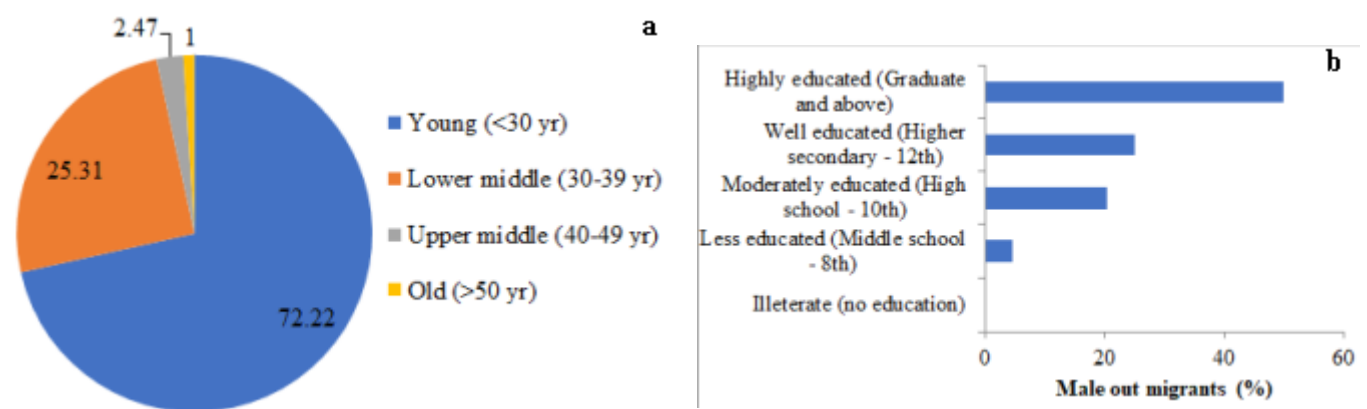 a
2.47
1
25.31
72.22
Young (<30 yr)
Lower middle (30-39 yr)
Upper middle (40-49 yr)
Old (>50 yr)
b
Highly educated (Graduate
and above)
Well educated (Higher
secondary - 12th)
Moderately educated (High
school - 10th)
Less educated (Middle school
- 8th)
Illeterate (no education)
0
20
40
60
Male out migrants (%)